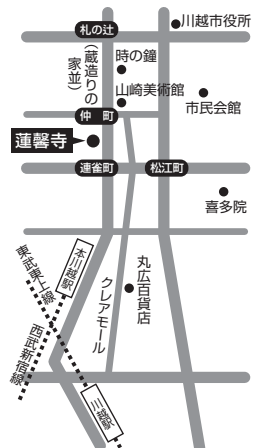 札の辻
川越市役所
(蔵造りの
家並)
時の鐘
山崎美術館
市民会館
仲 町
蓮馨寺
連雀町
松江町
喜多院
本川越駅
東武東上線
丸広百貨店
クレアモール
西武新宿線
川越駅